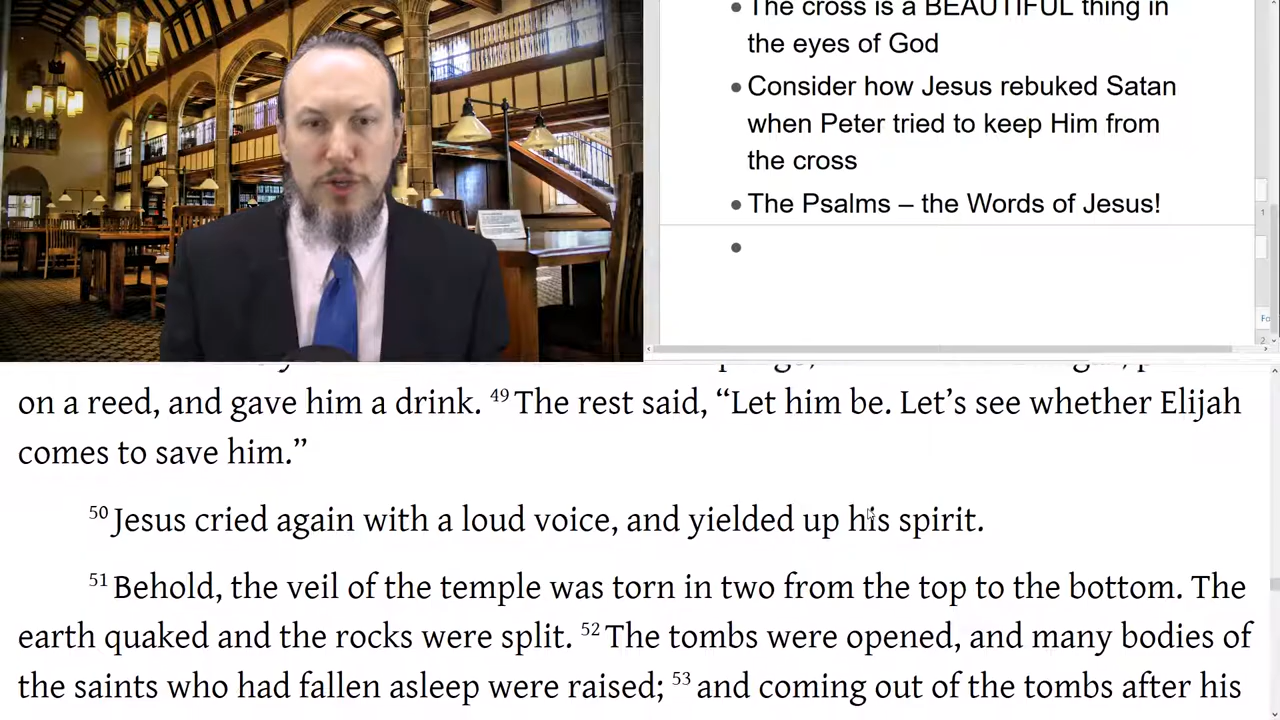 The cross is a BEAUTIFUL thing in
the eyes of God
Consider how Jesus rebuked Satan
when Peter tried to keep Him from
the cross
The Psalms – the Words of Jesus!
on a reed, and gave him a drink. 49 The rest said, “Let him be. Let’s see whether Elijah
comes to save him.”
50 Jesus cried again with a loud voice, and yielded up his spirit.
51 Behold, the veil of the temple was torn in two from the top to the bottom. The
earth quaked and the rocks were split. 52 The tombs were opened, and many bodies of
the saints who had fallen asleep were raised; 53 and coming out of the tombs after his